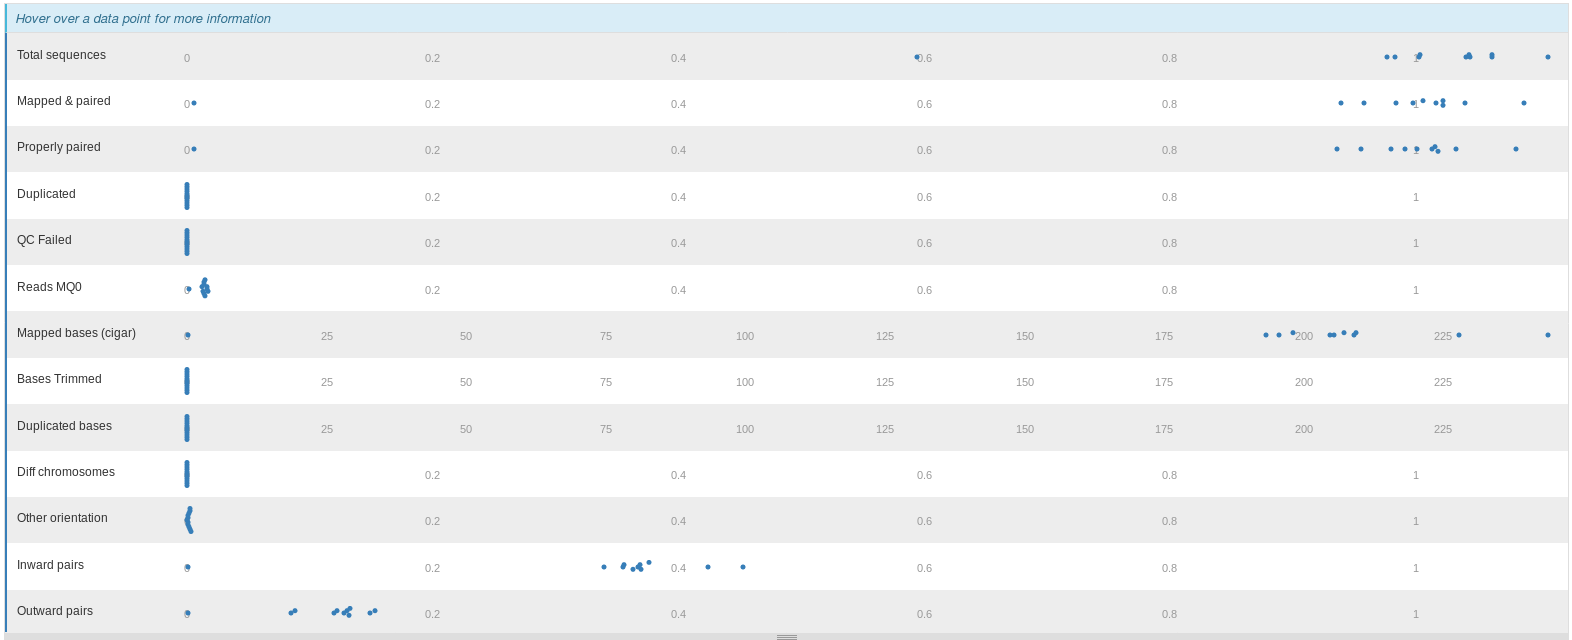 Hover over a data point for more information
Total sequences 0 0.2 0.4 0.6 0.8 1
Mapped & paired 0 0.2 0.4 0.6 0.8 1
Properly paired 0 0.2 0.4 0.6 0.8 1
Duplicated 0.2 0.4 0.6 0.8 1
QC Failed 0.2 0.4 0.6 0.8 1
Reads MQ0 0 0.2 0.4 0.6 0.8 1
Mapped bases (cigar) 0 25 50 75 100 125 150 175 200 225
Bases Trimmed 25 50 75 100 125 150 175 200 225
Duplicated bases 25 50 75 100 125 150 175 200 225
Diff chromosomes 0.2 0.4 0.6 0.8 1
Other orientation 0.2 0.4 0.6 0.8 1
Inward pairs 0 0.2 0.4 0.6 0.8 1
Outward pairs 0 0.2 0.4 0.6 0.8 1